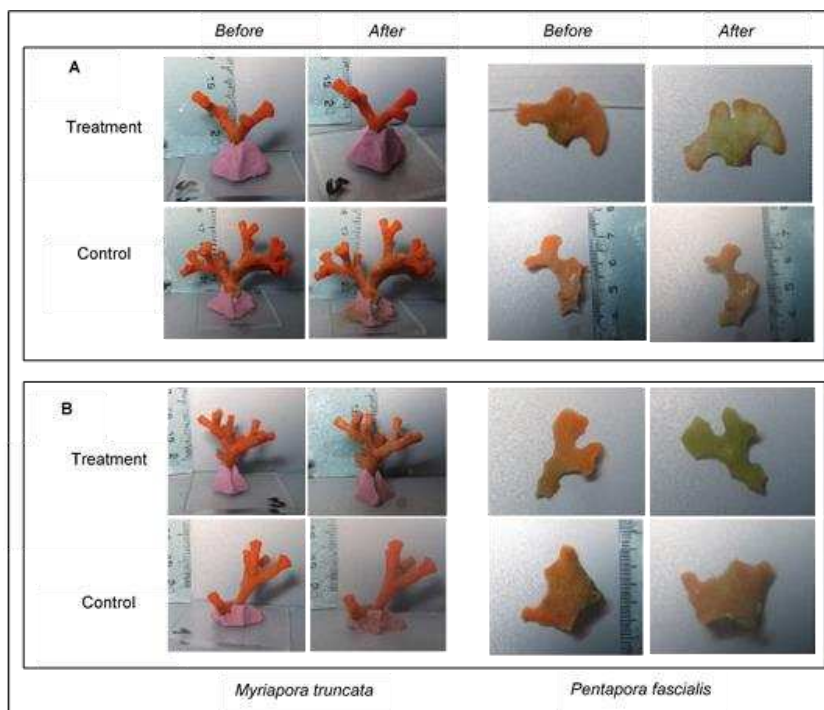 Before After Before After
A
Treatment
Control
B
Treatment
Control
Myriapora truncata Pentapora fascialis